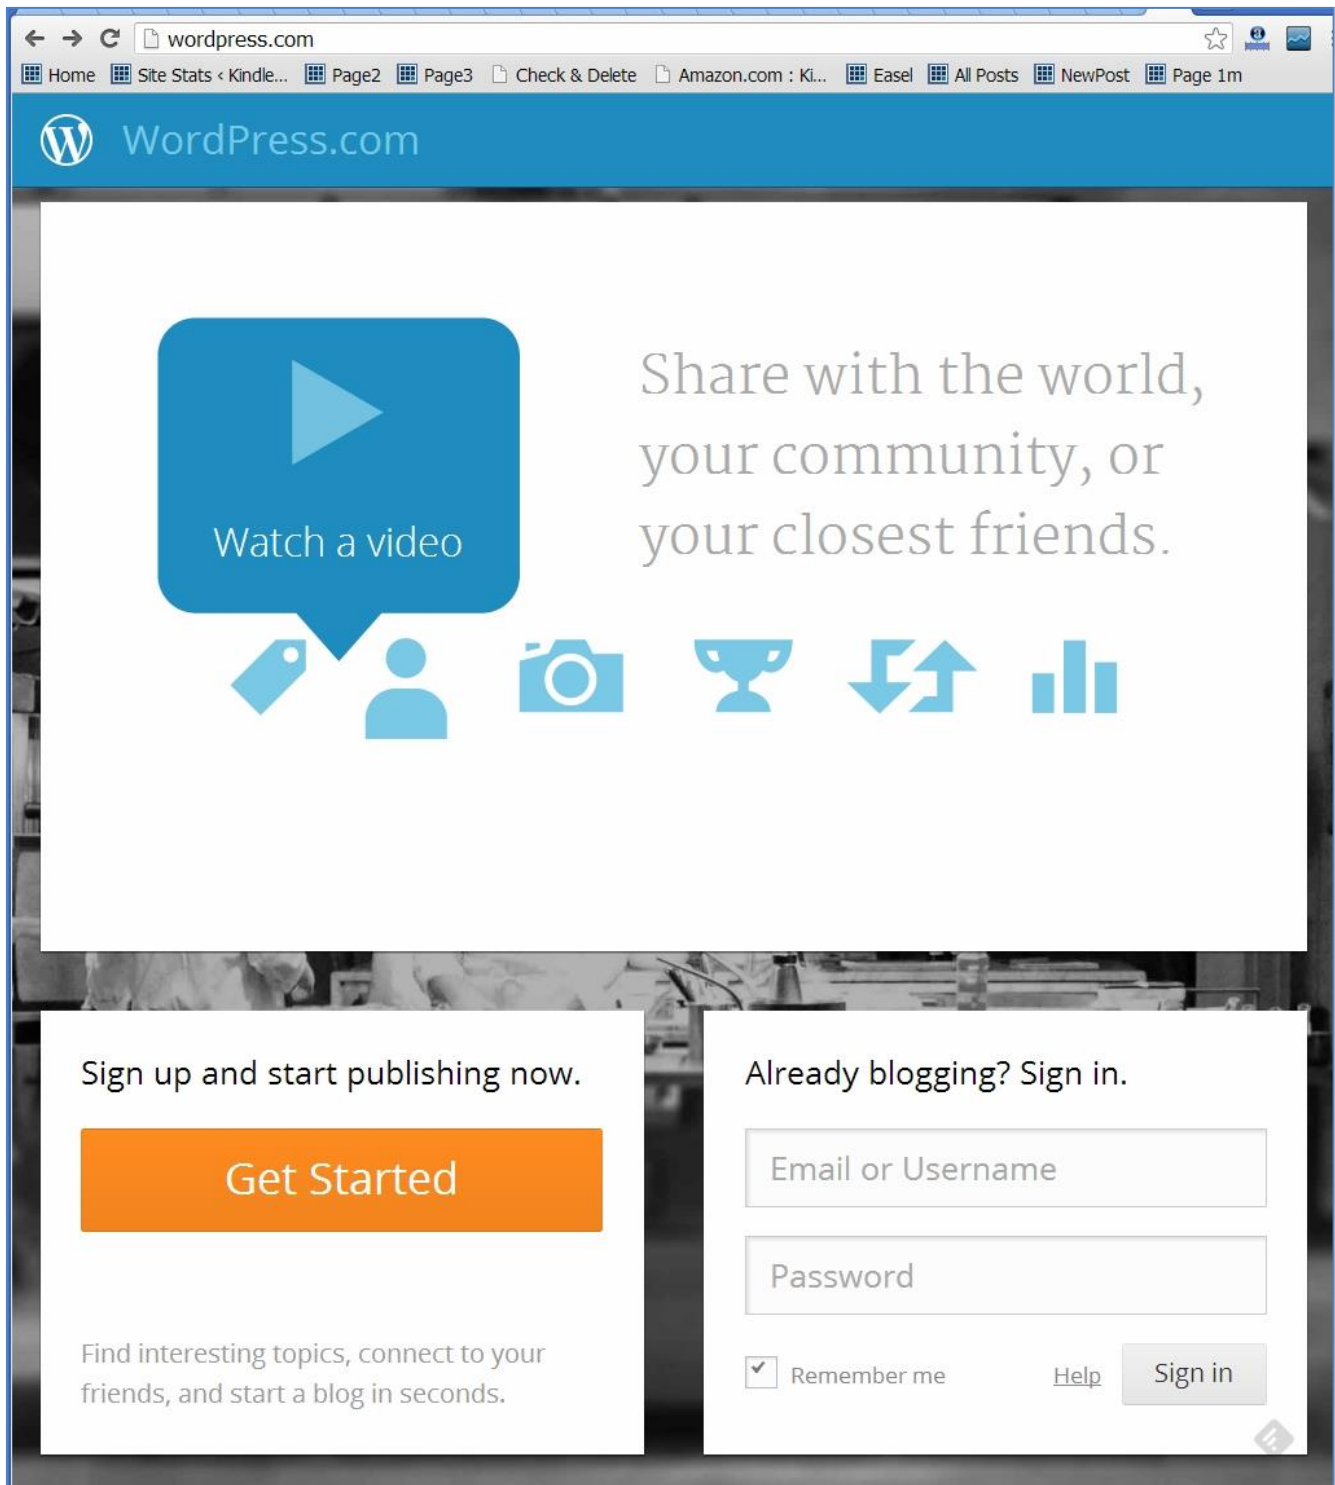 wordpress.com
Home Site Stats ‹ Kindle... Page2 Page3 Check & Delete Amazon.com : Ki... Easel All Posts NewPost Page 1m
WordPress.com
Share with the world,
your community, or
your closest friends.
Watch a video
Sign up and start publishing now.
Get Started
Find interesting topics, connect to your
friends, and start a blog in seconds.
Already blogging? Sign in.
Email or Username
Password
Remember me Help Sign in